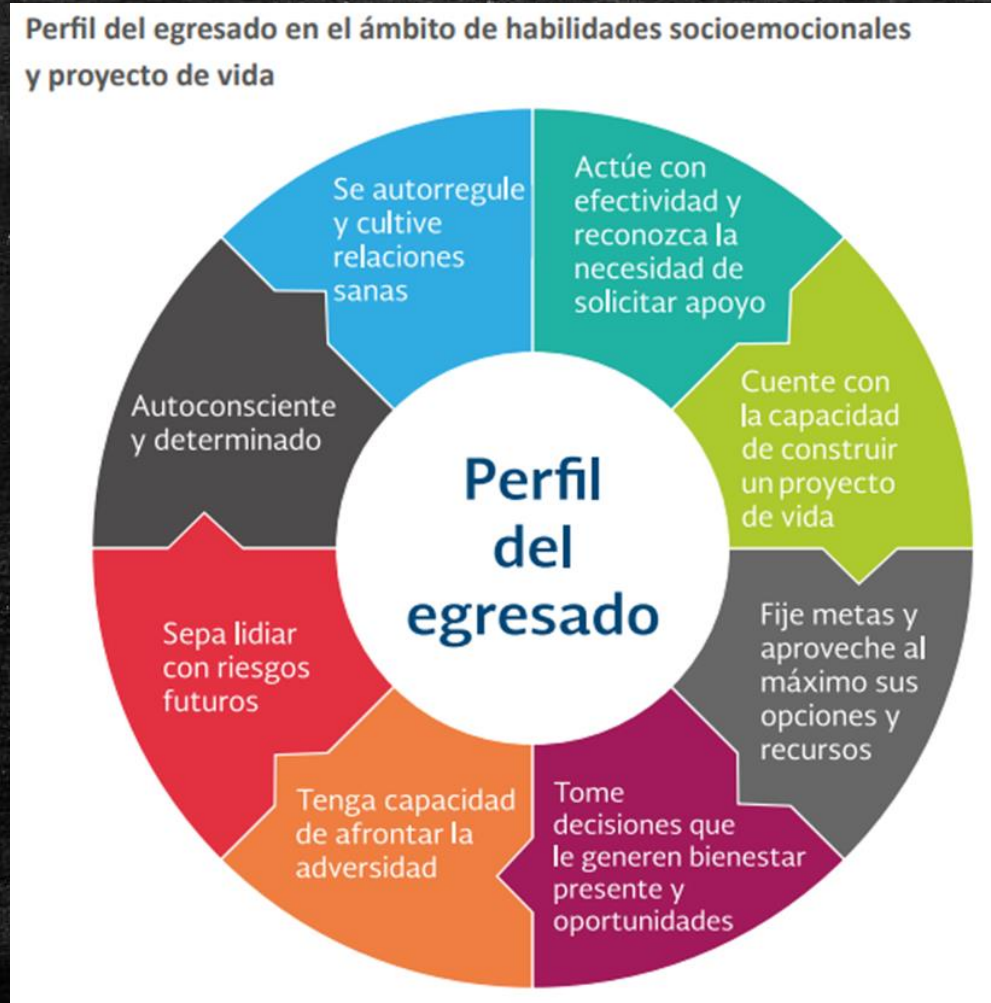 Perfil del egresado en el ámbito de habilidades socioemocionales
y proyecto de vida
Se autorregule
y cultive
relaciones
sanas
Actúe con
efectividad y
reconozca la
necesidad de
solicitar apoyo
Cuente con
la capacidad
de construir
un proyecto
de vida
Fije metas y
aproveche al
máximo sus
opciones y
recursos
Tome
decisiones que
le generen bienestar
presente y
oportunidades
Tenga capacidad
de afrontar la
adversidad
Sepa lidiar
con riesgos
futuros
Autoconsciente
y determinado
Perfil
del
egresado